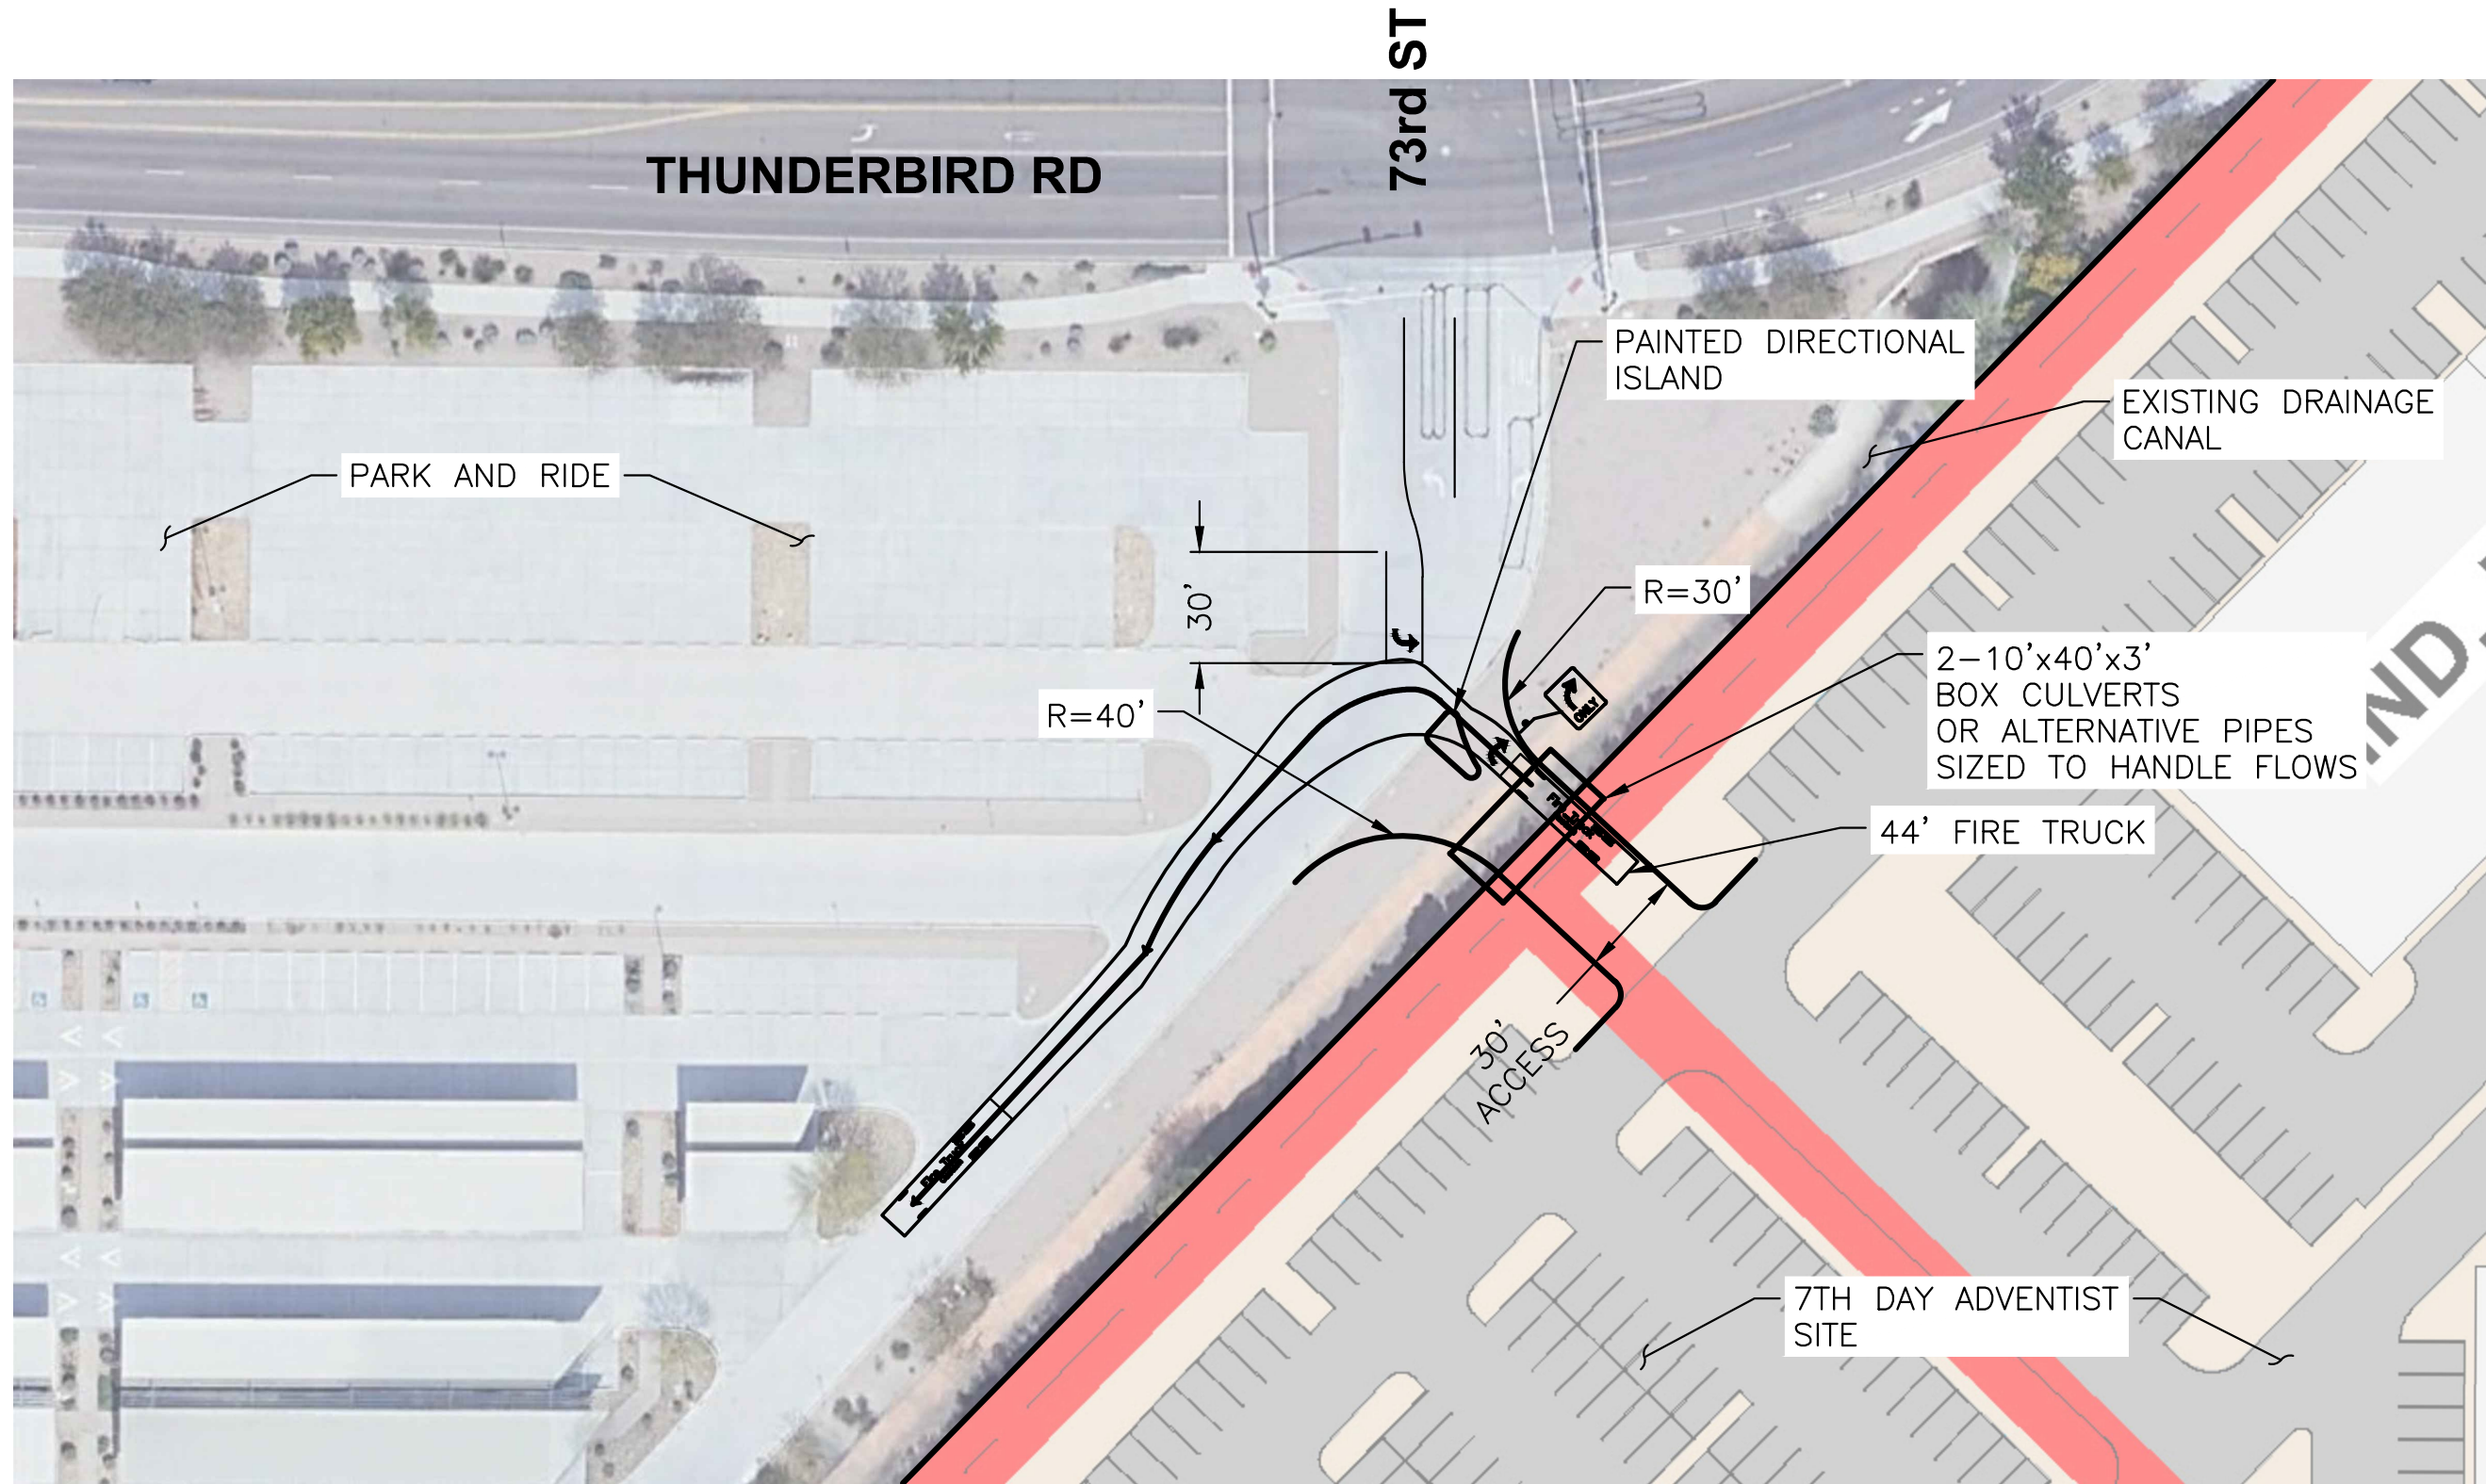 73rd ST
THUNDERBIRD RD
PAINTED DIRECTIONAL
ISLAND
EXISTING DRAINAGE
CANAL
PARK AND RIDE
30'
R=30'
2-10'x40'x3'
BOX CULVERTS
OR ALTERNATIVE PIPES
SIZED TO HANDLE FLOWS
ONLY
R=40'
44' FIRE TRUCK
30'
ACCESS
7TH DAY ADVENTIST
SITE